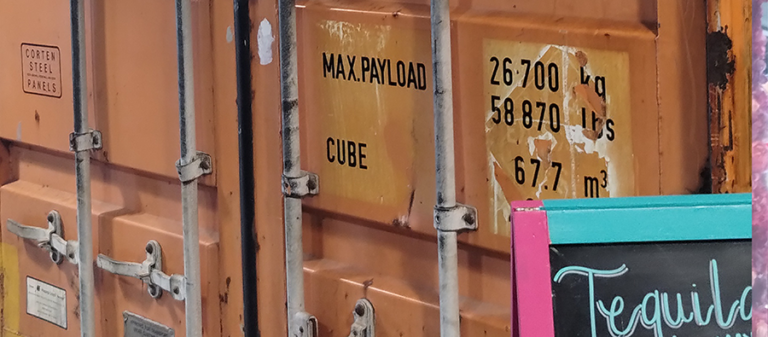 CORTEN
STEEL
PANELS
MAX.PAYLOAD 26·700 kg
58 870 lbs
CUBE 67·7 m³
Tequila